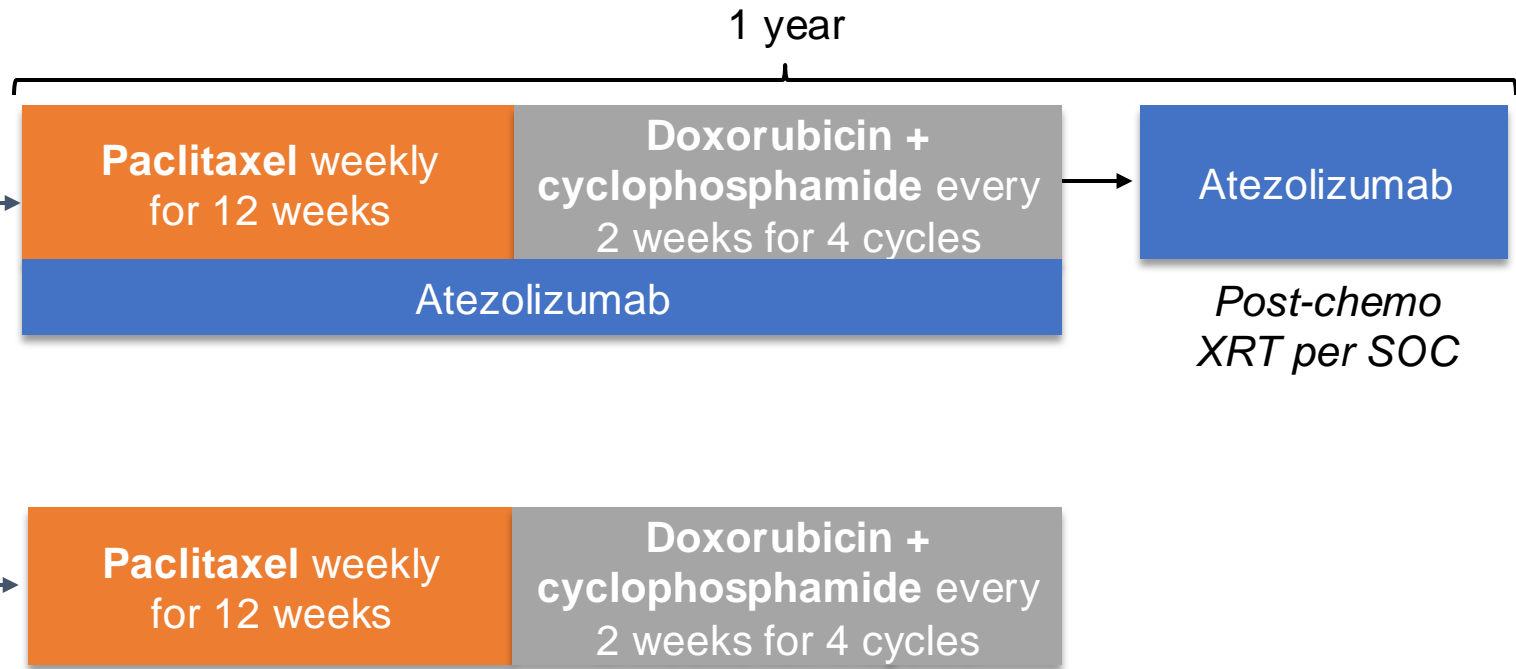 1 year
Paclitaxel weekly
for 12 weeks
Doxorubicin +
cyclophosphamide every
2 weeks for 4 cycles
Atezolizumab
Atezolizumab
Post-chemo
XRT per SOC
Paclitaxel weekly
for 12 weeks
Doxorubicin +
cyclophosphamide every
2 weeks for 4 cycles